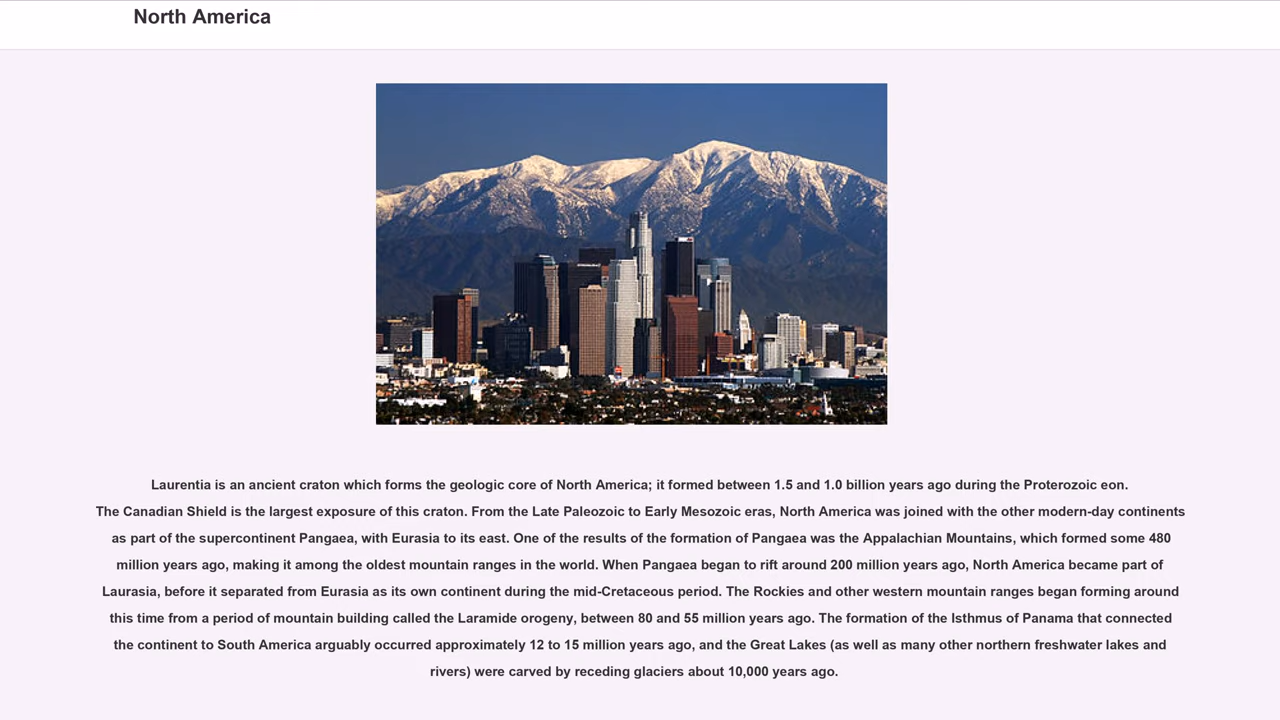 North America
Laurentia is an ancient craton which forms the geologic core of North America; it formed between 1.5 and 1.0 billion years ago during the Proterozoic eon.
The Canadian Shield is the largest exposure of this craton. From the Late Paleozoic to Early Mesozoic eras, North America was joined with the other modern-day continents
as part of the supercontinent Pangaea, with Eurasia to its east. One of the results of the formation of Pangaea was the Appalachian Mountains, which formed some 480
million years ago, making it among the oldest mountain ranges in the world. When Pangaea began to rift around 200 million years ago, North America became part of
Laurasia, before it separated from Eurasia as its own continent during the mid-Cretaceous period. The Rockies and other western mountain ranges began forming around
this time from a period of mountain building called the Laramide orogeny, between 80 and 55 million years ago. The formation of the Isthmus of Panama that connected
the continent to South America arguably occurred approximately 12 to 15 million years ago, and the Great Lakes (as well as many other northern freshwater lakes and
rivers) were carved by receding glaciers about 10,000 years ago.